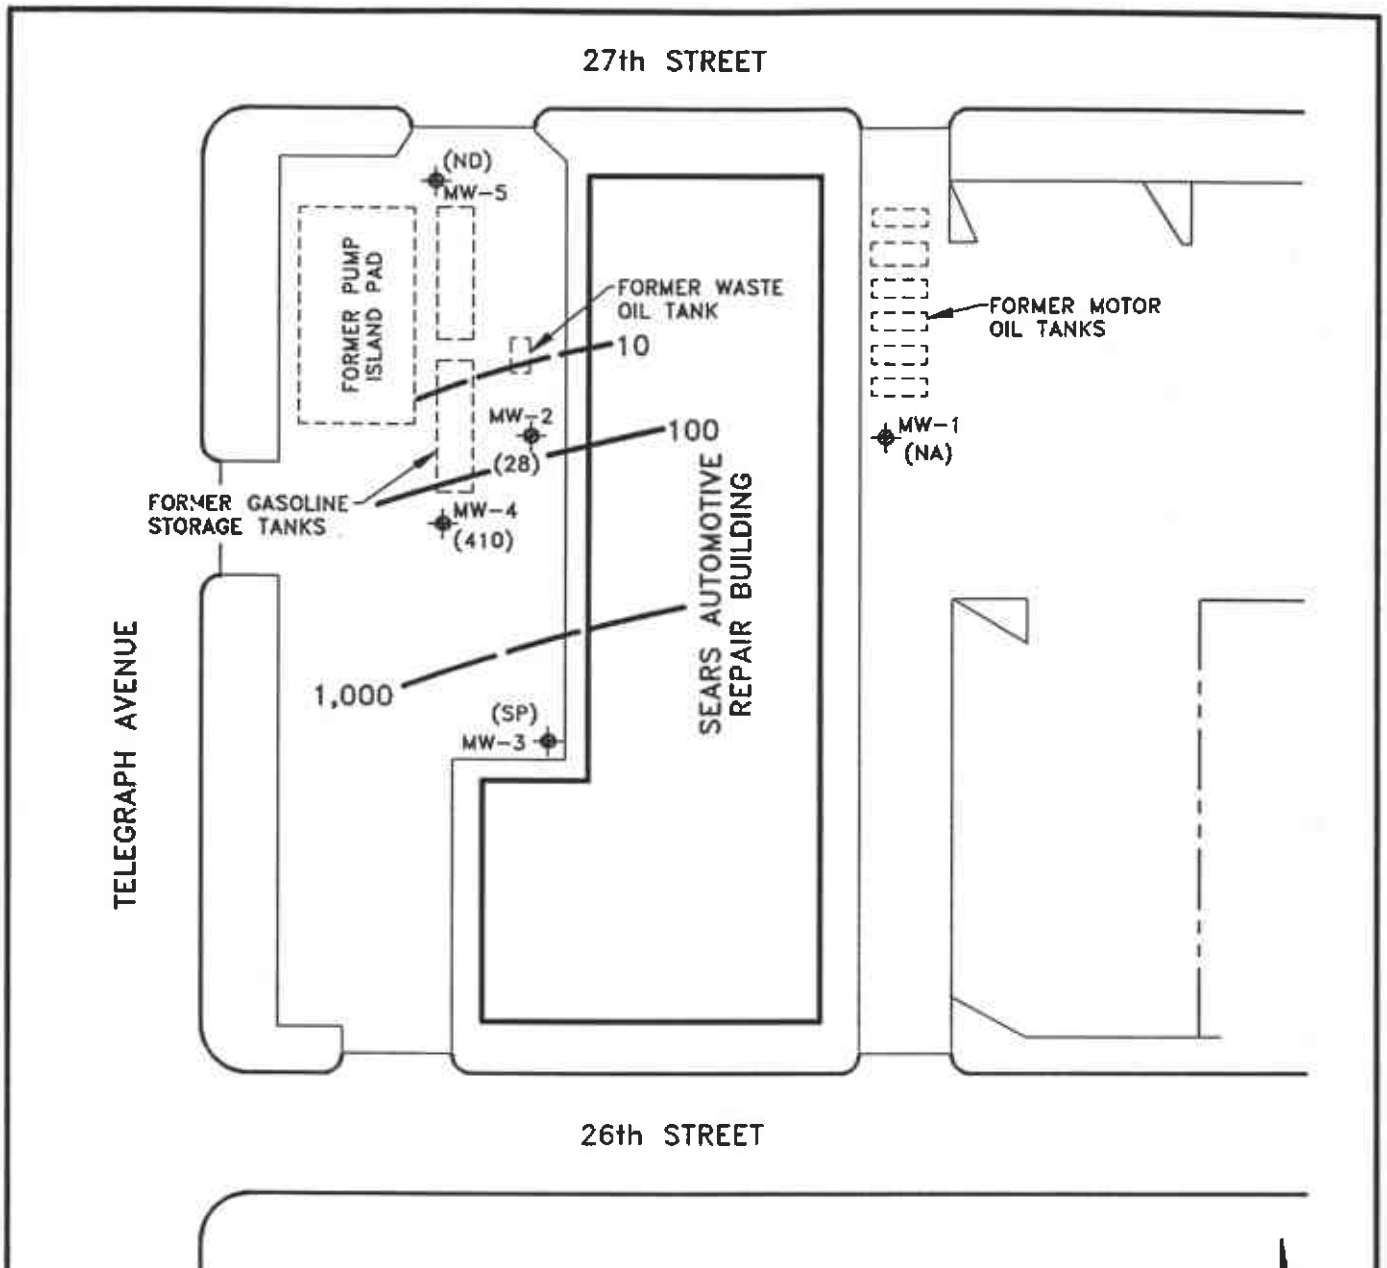 27th STREET
(ND)
MW-5
FORMER PUMP
ISLAND PAD
FORMER WASTE
OIL TANK
10
FORMER MOTOR
OIL TANKS
MW-2
100
(28)
MW-1
(NA)
FORMER GASOLINE
STORAGE TANKS
MW-4
(410)
SEARS AUTOMOTIVE
REPAIR BUILDING
1,000
(SP)
MW-3
TELEGRAPH AVENUE
26th STREET